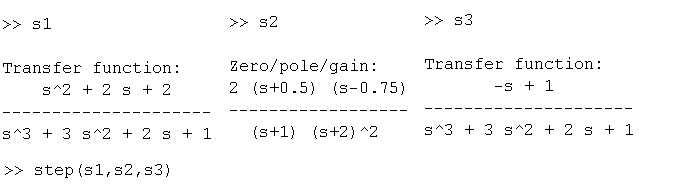 >> s1
Transfer function:
s^2 + 2 s + 2
---------------------
s^3 + 3 s^2 + 2 s + 1
>> s2
Zero/pole/gain:
2 (s+0.5) (s-0.75)
------------------
(s+1) (s+2)^2
>> s3
Transfer function:
-s + 1
---------------------
s^3 + 3 s^2 + 2 s + 1
>> step(s1,s2,s3)